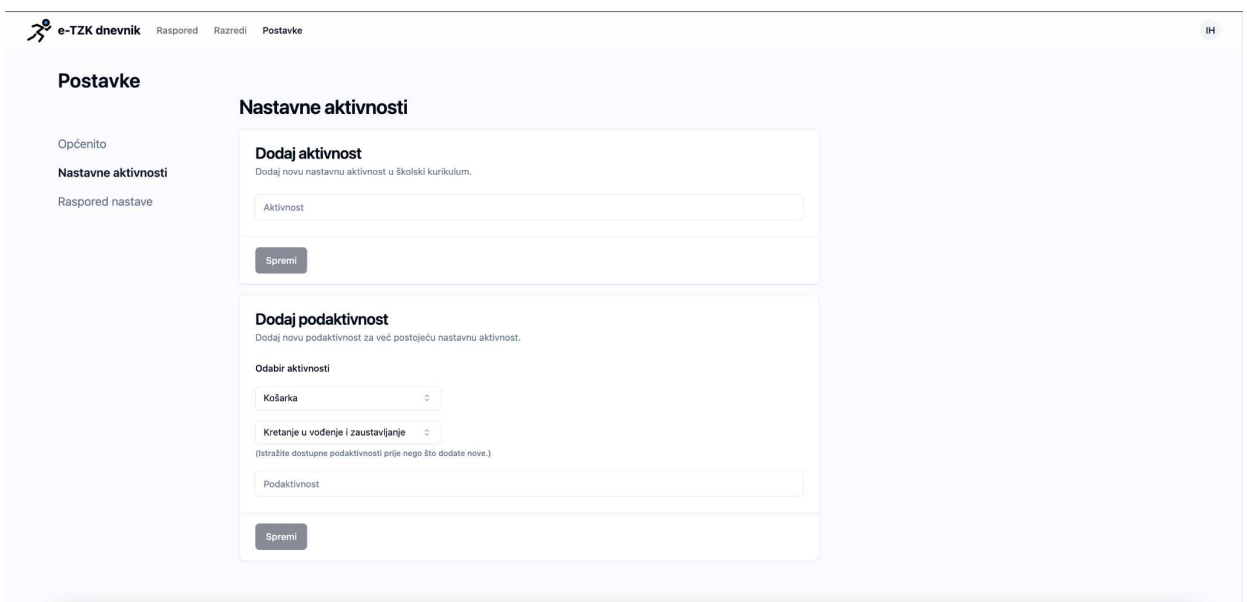 e-TZK dnevnik Raspored Razredi Postavke IH
Postavke
Nastavne aktivnosti
Općenito
Nastavne aktivnosti
Raspored nastave
Dodaj aktivnost
Dodaj novu nastavnu aktivnost u školski kurikulum.
Aktivnost
Spremi
Dodaj podaktivnost
Dodaj novu podaktivnost za već postojeću nastavnu aktivnost.
Odabir aktivnosti
Košarka
Kretanje u vođenje i zaustavljanje
(Istražite dostupne podaktivnosti prije nego što dodate nove.)
Podaktivnost
Spremi